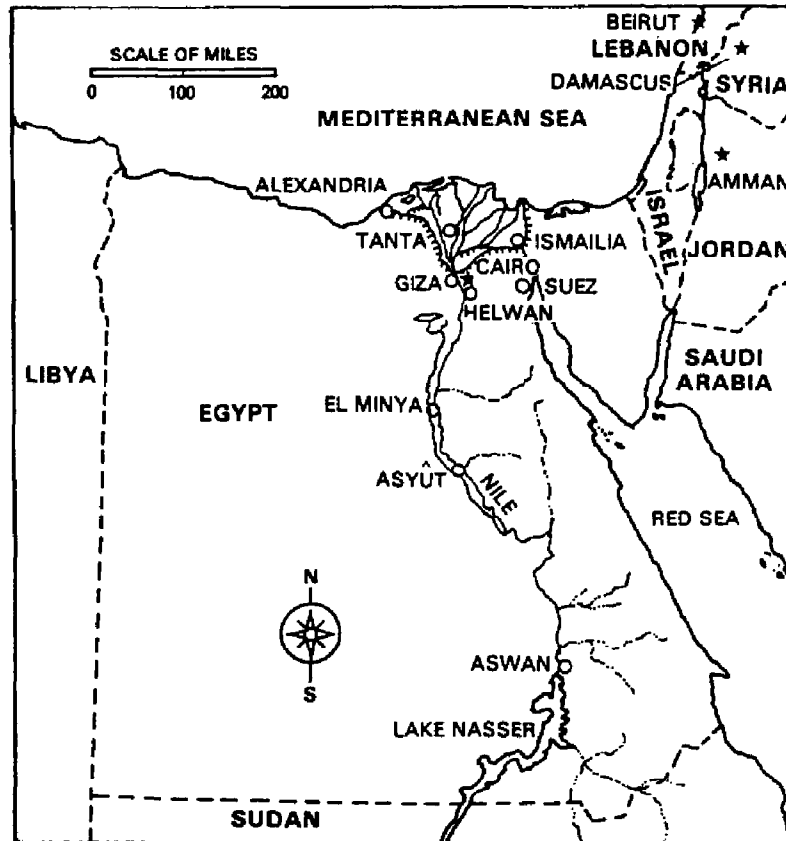 BEIRUT
SCALE OF MILES
LEBANON
0 100 200
DAMASCUS SYRIA
MEDITERRANEAN SEA
ALEXANDRIA
AMMAN
ISRAEL
TANTA
ISMAILIA
JORDAN
CAIRO
GIZA
SUEZ
HELWAN
SAUDI
ARABIA
LIBYA
EGYPT
EL MINYA
ASYÛT
NILE
RED SEA
N
S
ASWAN
LAKE NASSER
SUDAN